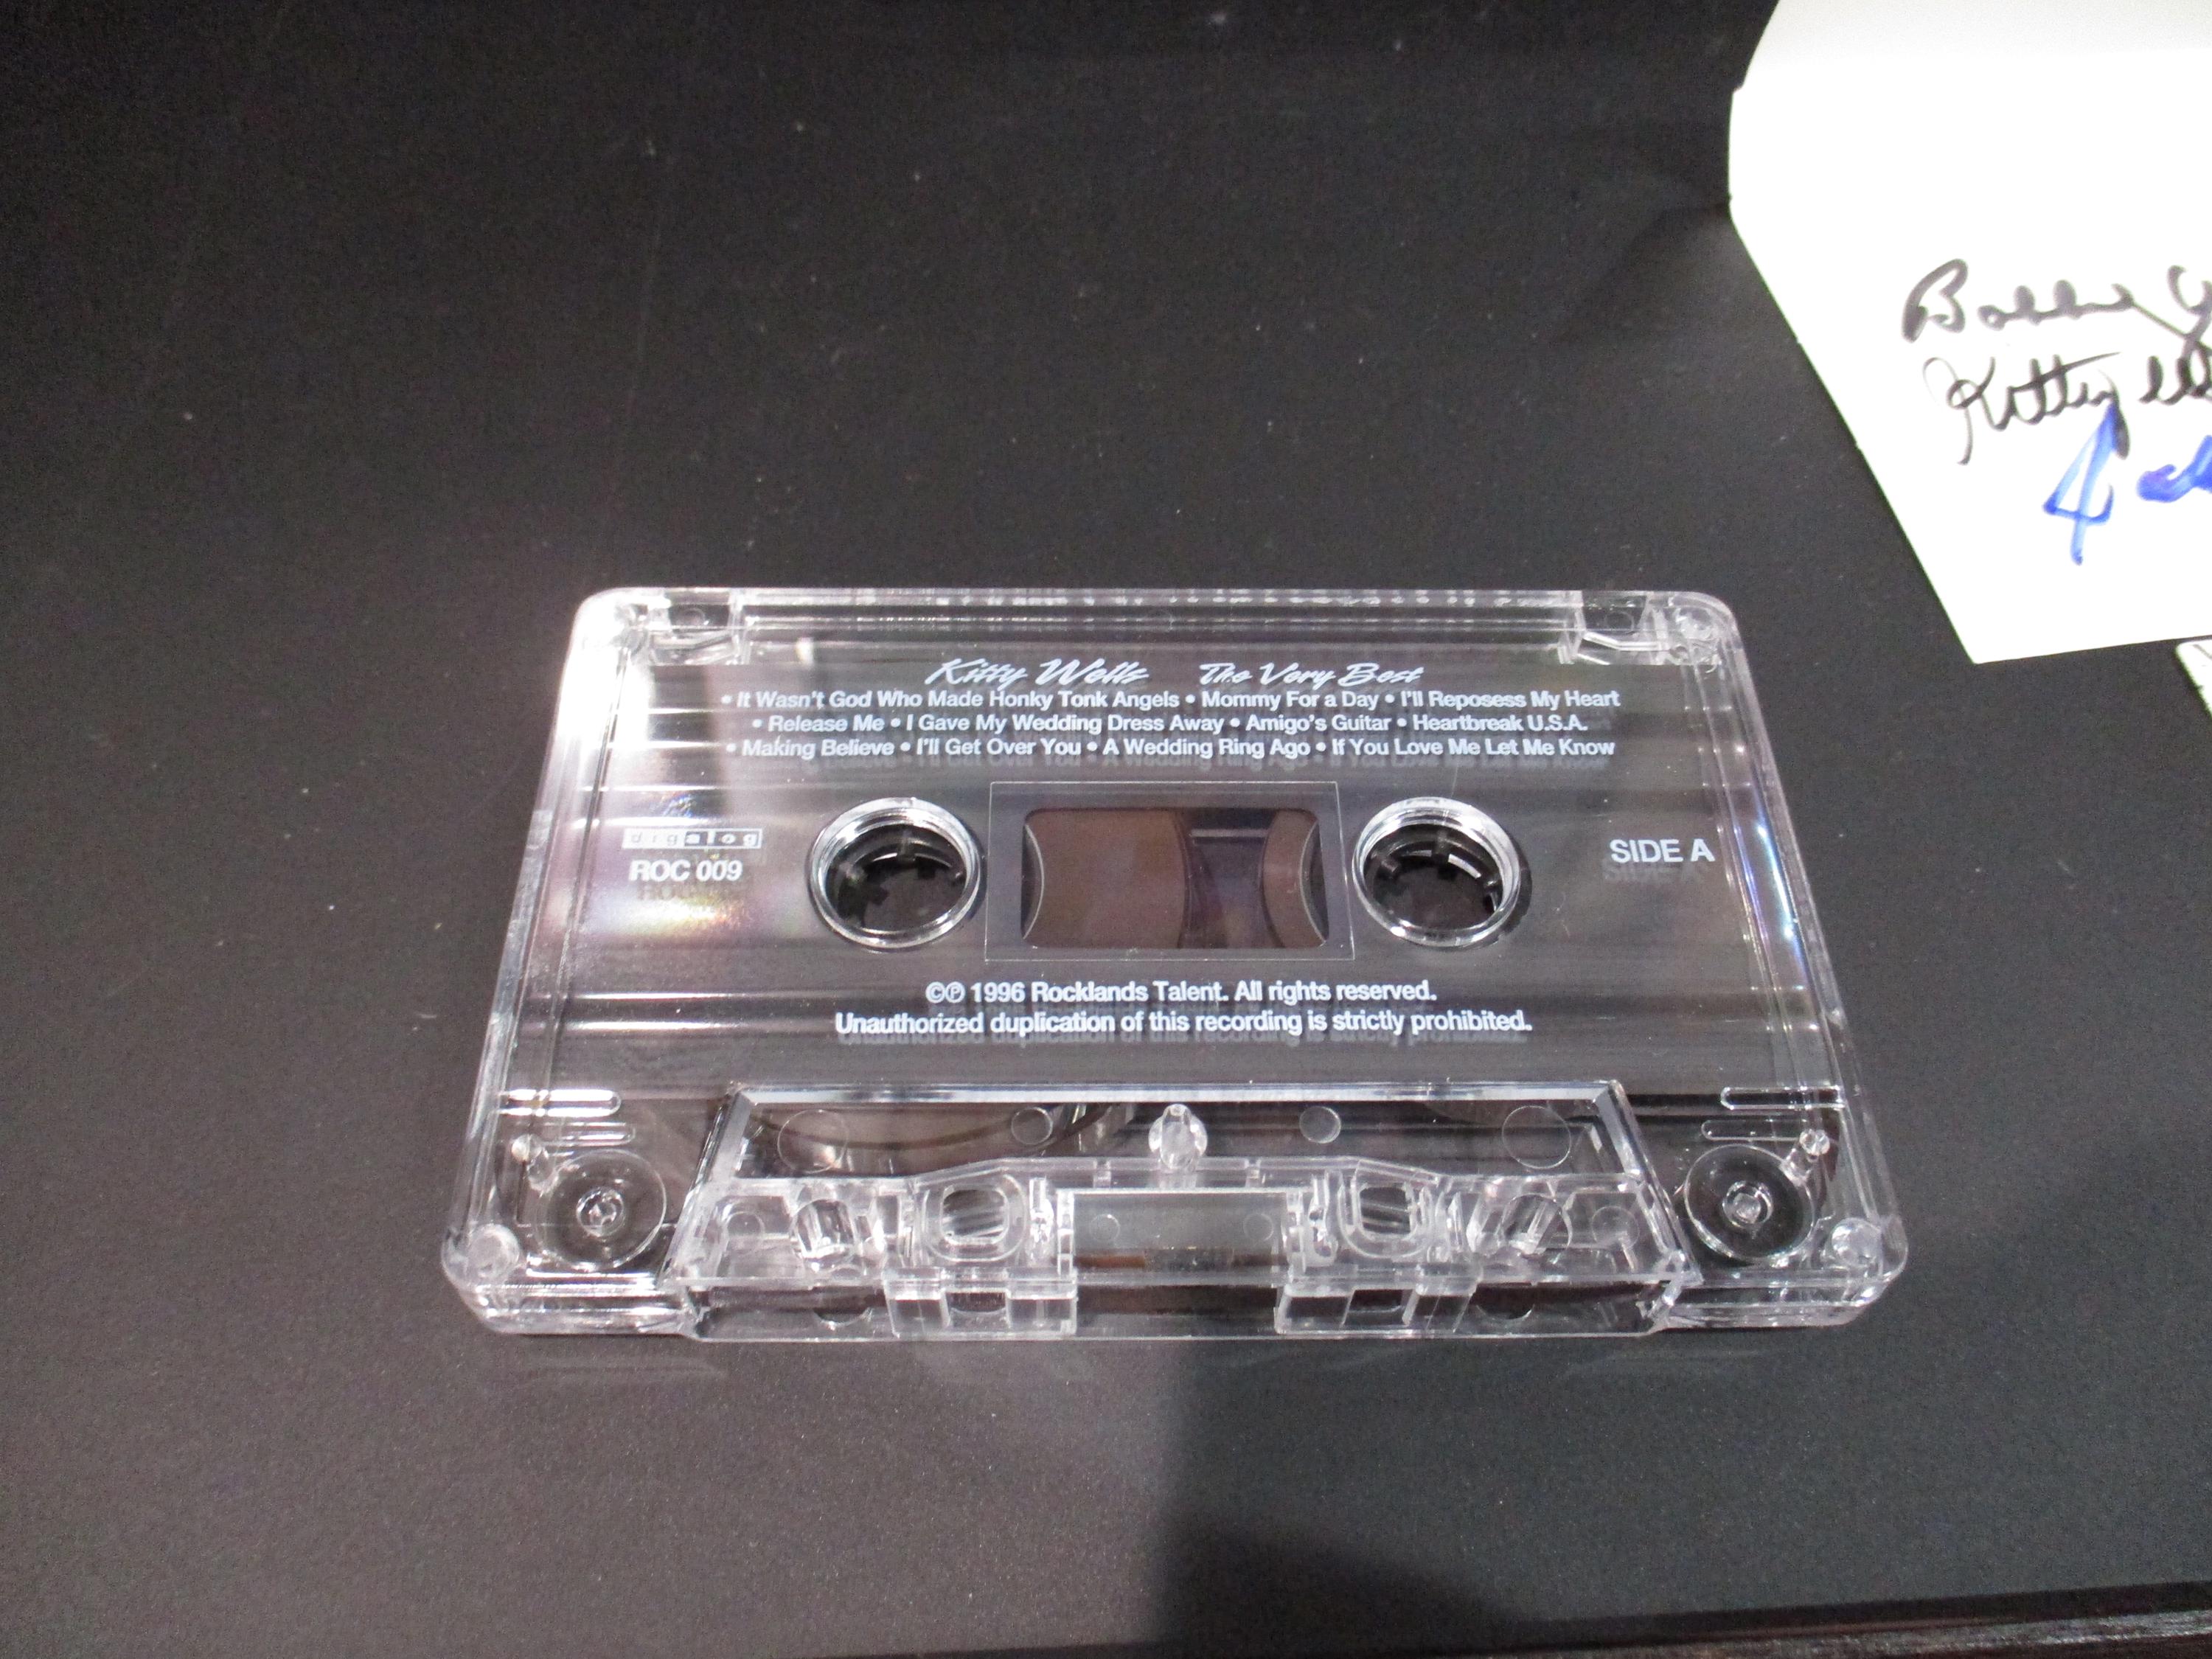 Bobbie
Kitty
4
Kitty Wells The Very Best
• It Wasn't God Who Made Honky Tonk Angels • Mommy For a Day • I'll Reposess My Heart
• Release Me • I Gave My Wedding Dress Away • Amigo's Guitar • Heartbreak U.S.A.
• Making Believe • I'll Get Over You • A Wedding Ring Ago • If You Love Me Let Me Know
digalog
ROC 009
SIDE A
©℗ 1996 Rocklands Talent. All rights reserved.
Unauthorized duplication of this recording is strictly prohibited.